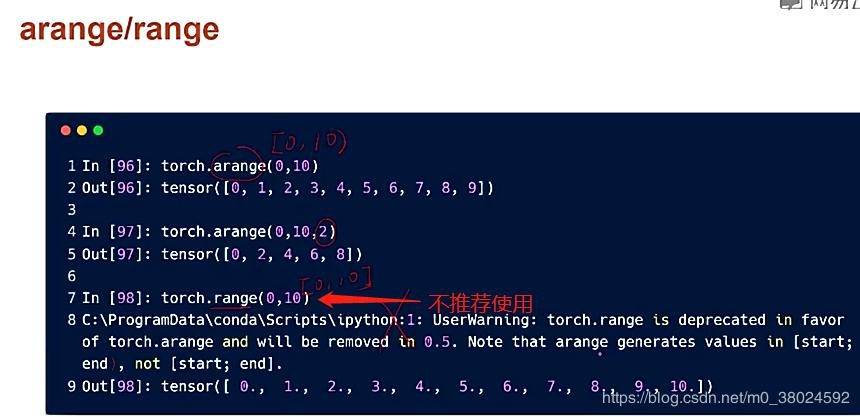 arange/range
[0,10)
1 In [96]: torch.arange(0,10)
2 Out[96]: tensor([0, 1, 2, 3, 4, 5, 6, 7, 8, 9])
3
4 In [97]: torch.arange(0,10,2)
5 Out[97]: tensor([0, 2, 4, 6, 8])
6
[0,10]
7 In [98]: torch.range(0,10)
不推荐使用
8 C:\ProgramData\conda\Scripts\ipython:1: UserWarning: torch.range is deprecated in favor
of torch.arange and will be removed in 0.5. Note that arange generates values in [start;
end), not [start; end].
9 Out[98]: tensor([ 0., 1., 2., 3., 4., 5., 6., 7., 8., 9., 10.])
https://blog.csdn.net/m0_38024592